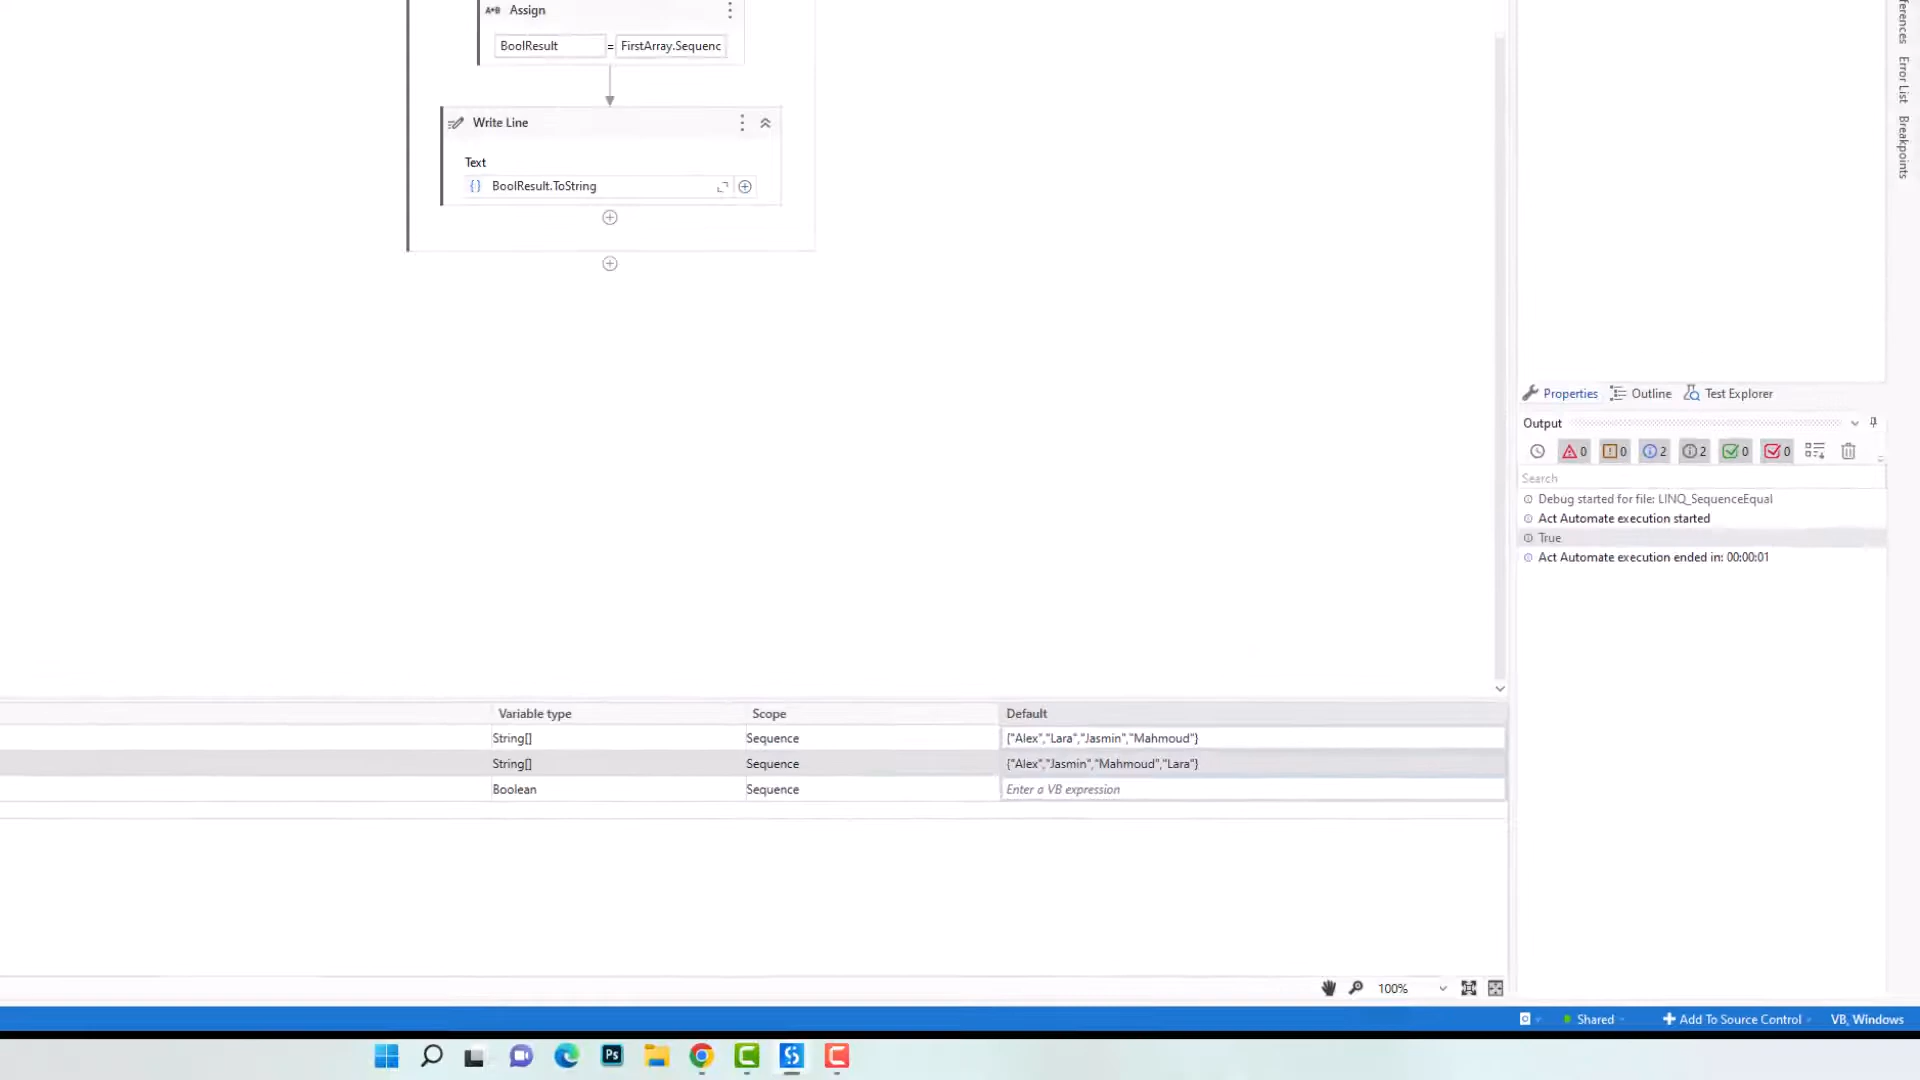 Assign
BoolResult = FirstArray.Sequenc
Write Line
Text
BoolResult.ToString
Error List
Breakpoints
Properties Outline Test Explorer
Output
0 0 2 2 0 0
Search
Debug started for file: LINQ_SequenceEqual
Act Automate execution started
True
Act Automate execution ended in: 00:00:01
Variable type Scope Default
String[] Sequence {"Alex","Lara","Jasmin","Mahmoud"}
String[] Sequence {"Alex","Jasmin","Mahmoud","Lara"}
Boolean Sequence Enter a VB expression
100%
Shared Add To Source Control VB, Windows
Ps